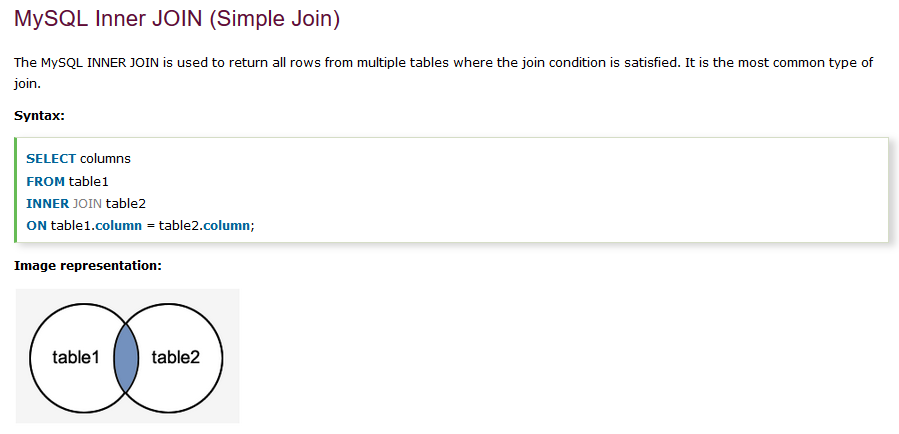 MySQL Inner JOIN (Simple Join)
The MySQL INNER JOIN is used to return all rows from multiple tables where the join condition is satisfied. It is the most common type of
join.
Syntax:
SELECT columns
FROM table1
INNER JOIN table2
ON table1.column = table2.column;
Image representation:
table1 table2